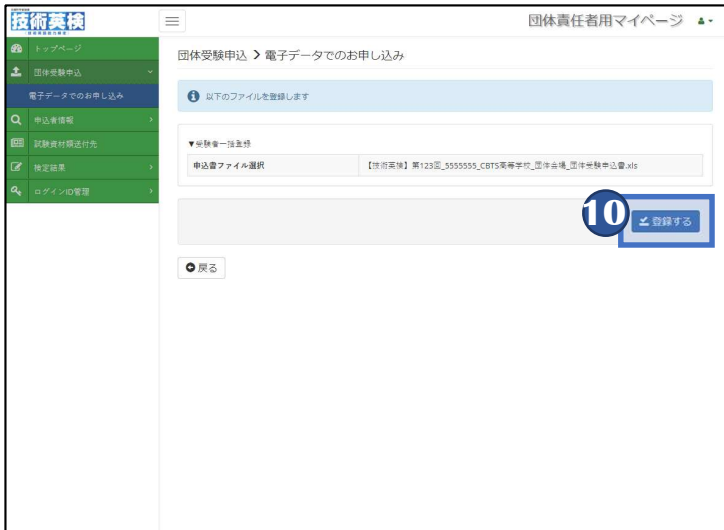 技術英検
団体責任者用マイページ
トップページ
団体受験申込
電子データでのお申し込み
申込者情報
試験資材類送付先
検定結果
ログインID管理
団体受験申込 > 電子データでのお申し込み
以下のファイルを登録します
▼受験者一括登録
申込書ファイル選択
【技術英検】第123回_5555555_CBTS高等学校_団体会場_団体受験申込書.xls
10
登録する
戻る